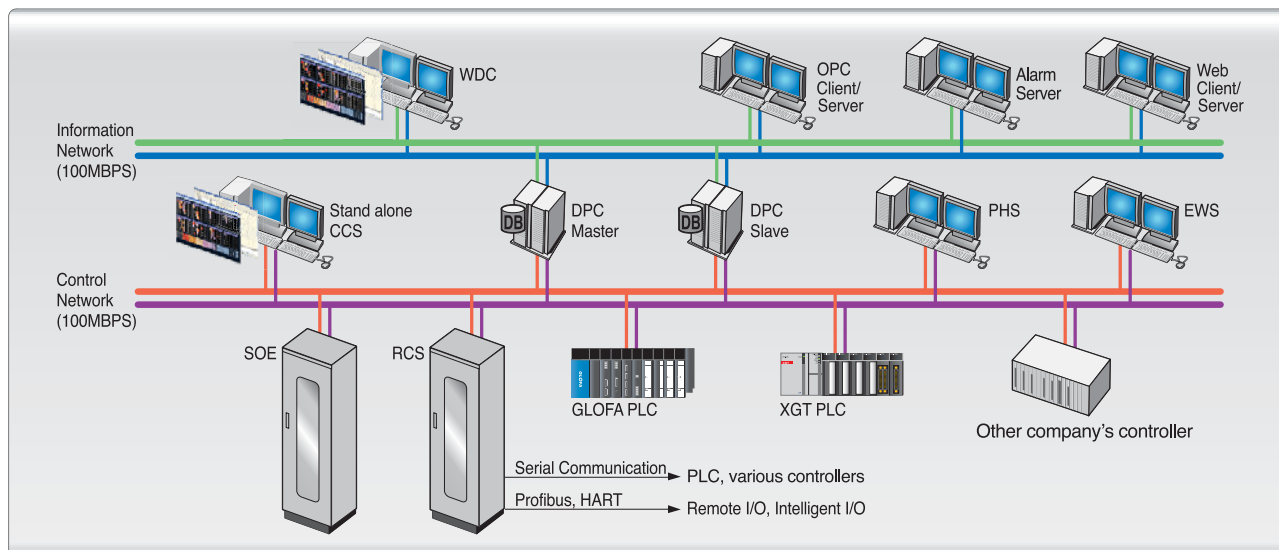 WDC
OPC
Client/
Server
Alarm
Server
Web
Client/
Server
Information
Network
(100MBPS)
Stand alone
CCS
DB
DPC
Master
DB
DPC
Slave
PHS
EWS
Control
Network
(100MBPS)
SOE
RCS
GLOFA PLC
XGT PLC
Other company's controller
Serial Communication
PLC, various controllers
Profibus, HART
Remote I/O, Intelligent I/O